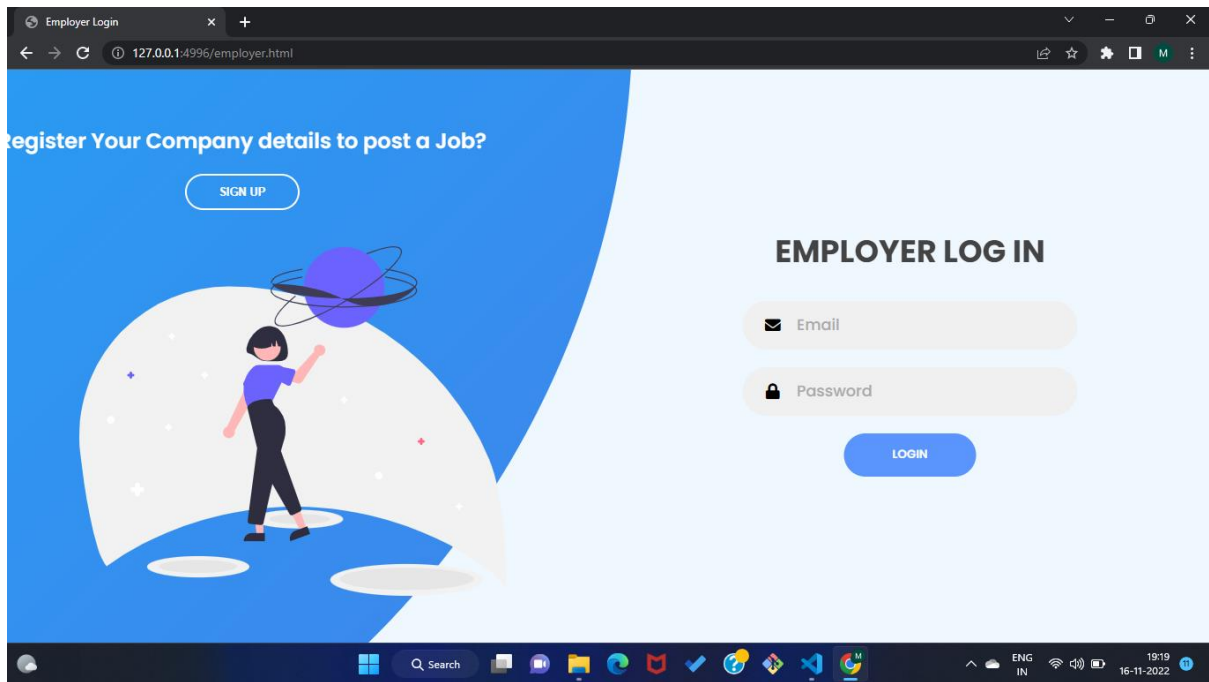 Employer Login
127.0.0.1:4996/employer.html
M
Register Your Company details to post a Job?
SIGN UP
EMPLOYER LOG IN
Email
Password
LOGIN
Search
M
ENG
IN
19:19
16-11-2022
11